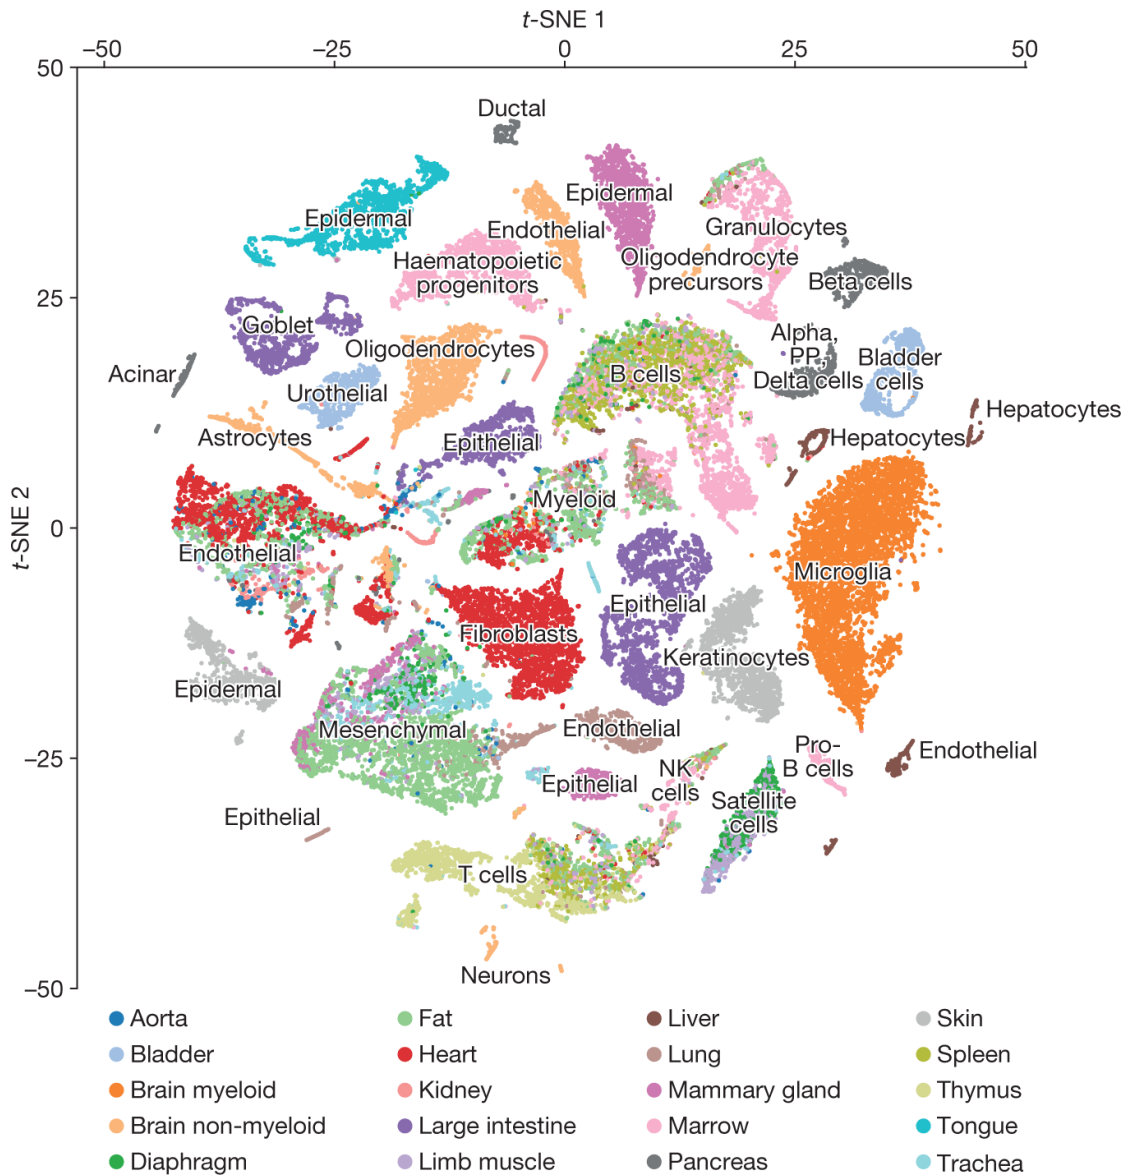 t-SNE 1
−50 −25 0 25 50
50
Ductal
Epidermal
Epidermal
Endothelial
Granulocytes
Haematopoietic
progenitors
Oligodendrocyte
precursors
Beta cells
25
Goblet
Oligodendrocytes
Alpha,
PP,
Delta cells
Bladder
cells
Acinar
B cells
Urothelial
Hepatocytes
Astrocytes
Epithelial
Hepatocytes
Myeloid
t-SNE 2
0
Endothelial
Microglia
Epithelial
Fibroblasts
Keratinocytes
Epidermal
Mesenchymal
Endothelial
−25
Pro-
B cells
Endothelial
Epithelial
NK
cells
Satellite
cells
Epithelial
T cells
Neurons
−50
Aorta Fat Liver Skin
Bladder Heart Lung Spleen
Brain myeloid Kidney Mammary gland Thymus
Brain non-myeloid Large intestine Marrow Tongue
Diaphragm Limb muscle Pancreas Trachea